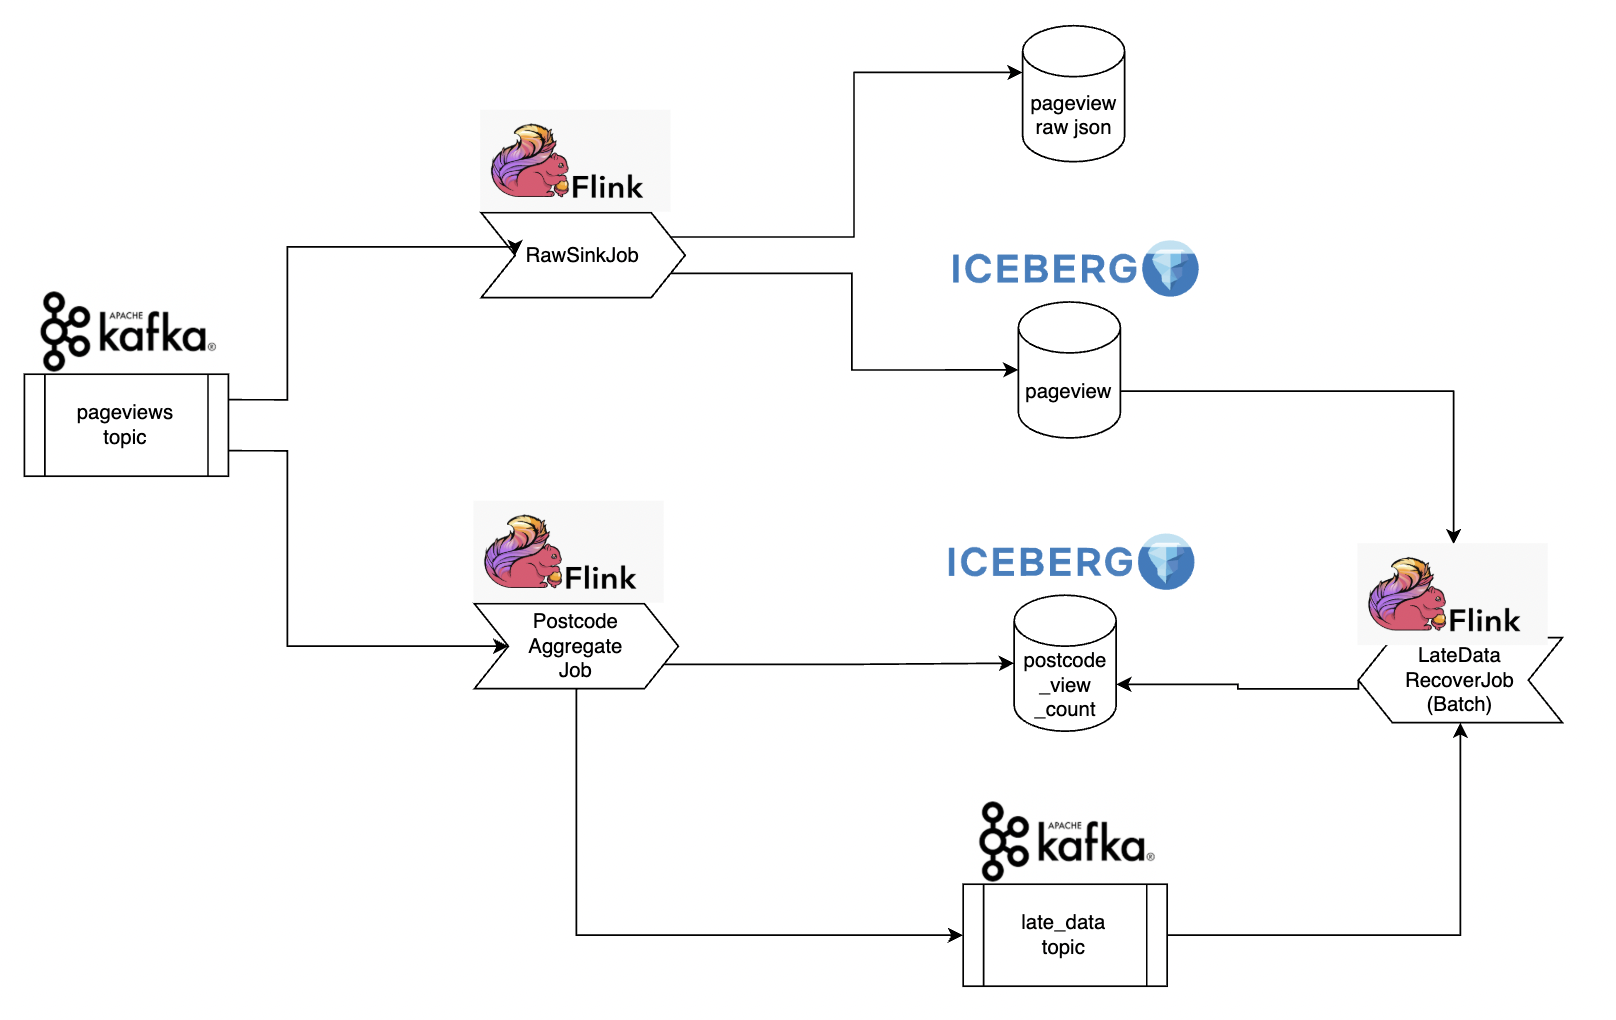 pageview
raw json
Flink
RawSinkJob
ICEBERG
APACHE
kafka®
pageview
pageviews
topic
Flink
Postcode
Aggregate
Job
ICEBERG
postcode
_view
_count
Flink
LateData
RecoverJob
(Batch)
APACHE
kafka®
late_data
topic